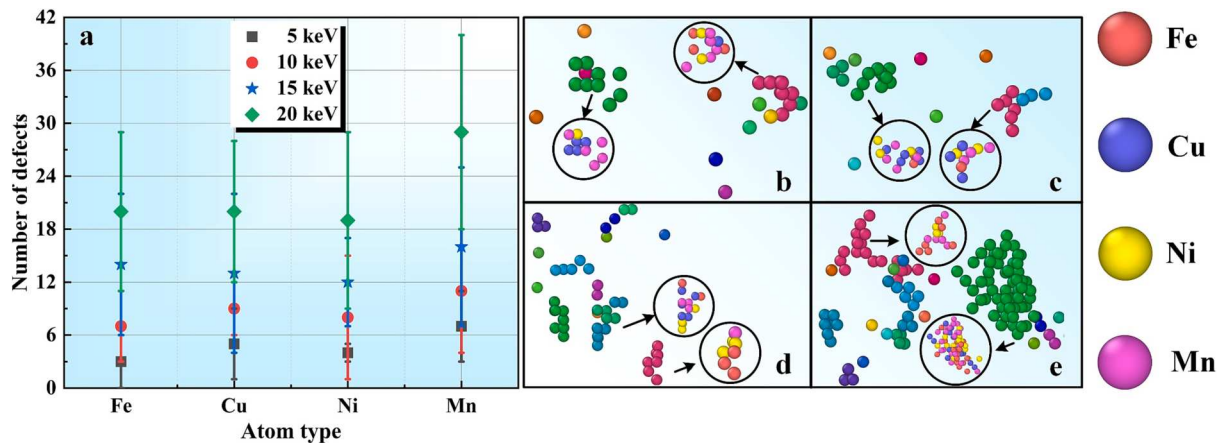 a
5 keV
10 keV
15 keV
20 keV
Number of defects
42
36
30
24
18
12
6
0
Fe
Cu
Ni
Mn
Atom type
b
c
d
e
Fe
Cu
Ni
Mn